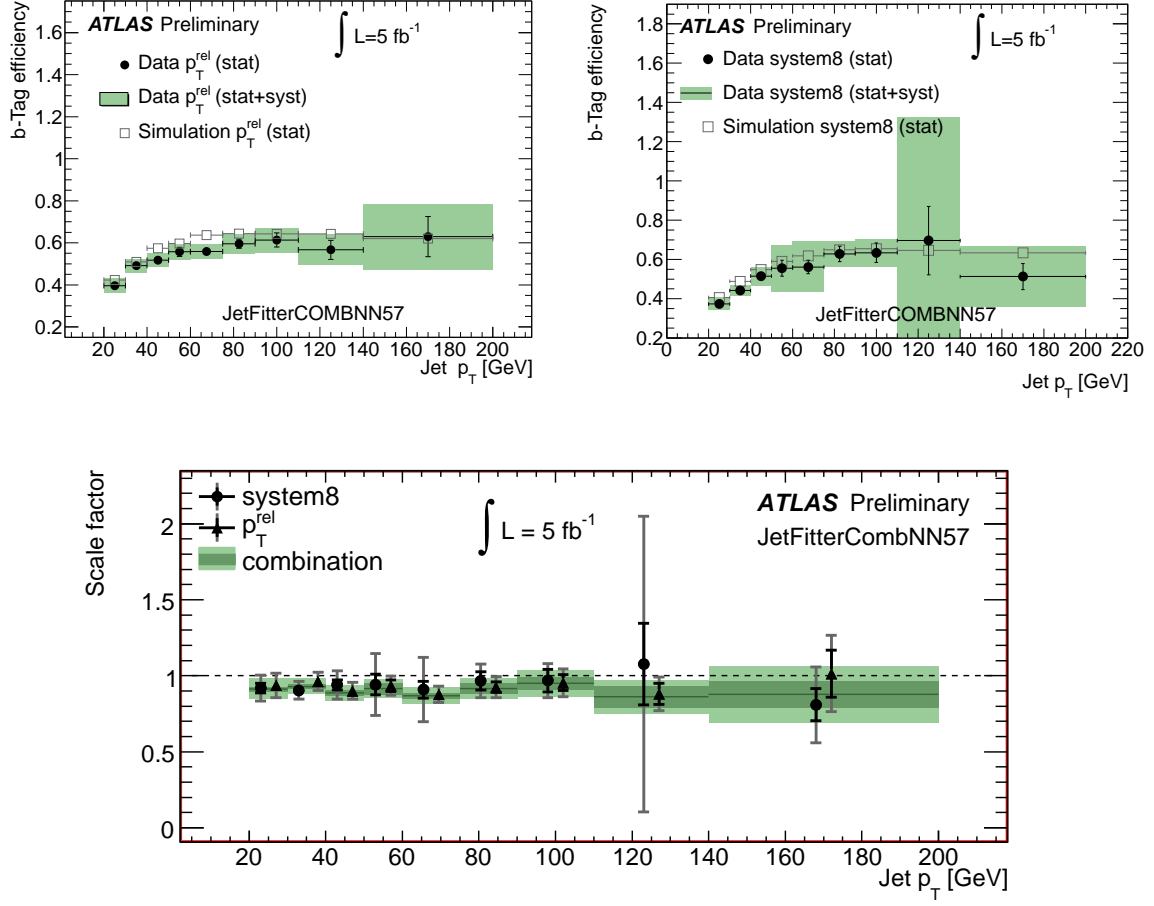 ATLAS Preliminary
∫ L=5 fb⁻¹
Data p_T^rel (stat)
Data p_T^rel (stat+syst)
Simulation p_T^rel (stat)
b-Tag efficiency
1.6
1.4
1.2
1
0.8
0.6
0.4
0.2
JetFitterCOMBNN57
20 40 60 80 100 120 140 160 180 200
Jet p_T [GeV]
ATLAS Preliminary
∫ L=5 fb⁻¹
Data system8 (stat)
Data system8 (stat+syst)
Simulation system8 (stat)
b-Tag efficiency
1.8
1.6
1.4
1.2
1
0.8
0.6
0.4
0.2
JetFitterCOMBNN57
0 20 40 60 80 100 120 140 160 180 200 220
Jet p_T [GeV]
Scale factor
system8
p_T^rel
combination
∫ L = 5 fb⁻¹
ATLAS Preliminary
JetFitterCombNN57
2
1.5
1
0.5
0
20 40 60 80 100 120 140 160 180 200
Jet p_T [GeV]